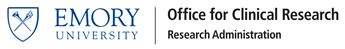 EMORY
UNIVERSITY
Office for Clinical Research
Research Administration